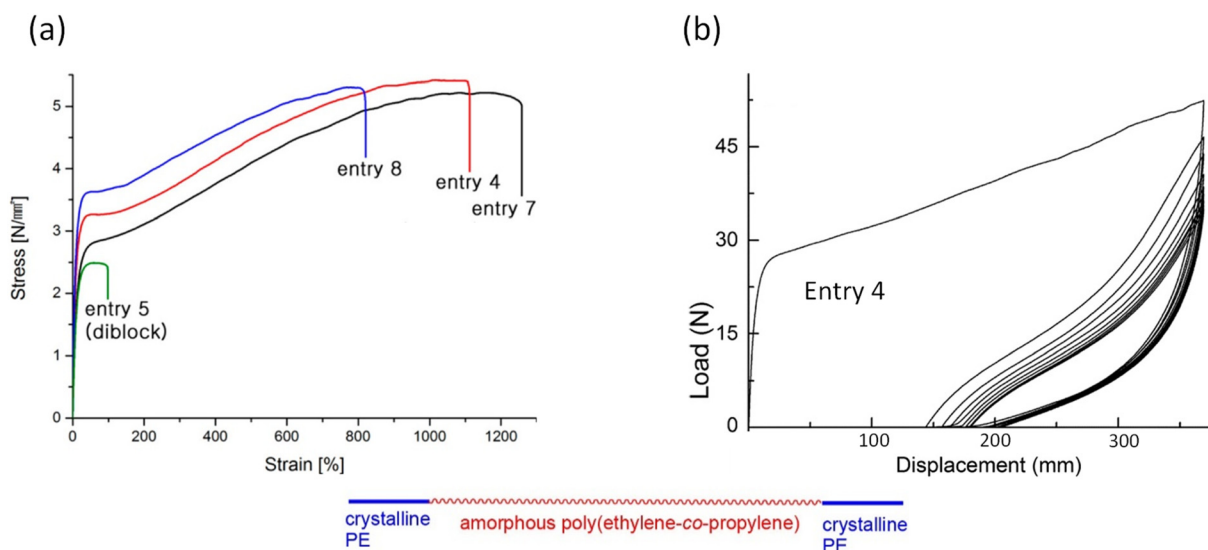 (a)
Stress [N/mm²]
5
4
3
2
1
0
0
200
400
600
800
1000
1200
Strain [%]
entry 8
entry 4
entry 7
entry 5
(diblock)
(b)
Load (N)
45
30
15
0
100
200
300
Displacement (mm)
Entry 4
crystalline
PE
amorphous poly(ethylene-co-propylene)
crystalline
PE